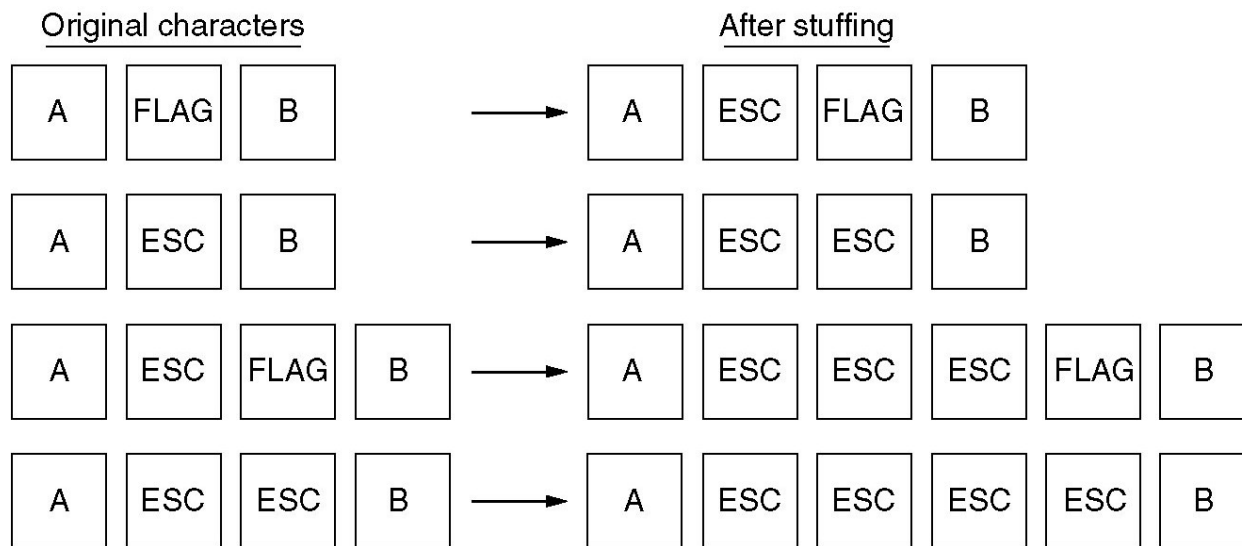 Original characters After stuffing
A FLAG B A ESC FLAG B
A ESC B A ESC ESC B
A ESC FLAG B A ESC ESC ESC FLAG B
A ESC ESC B A ESC ESC ESC ESC B